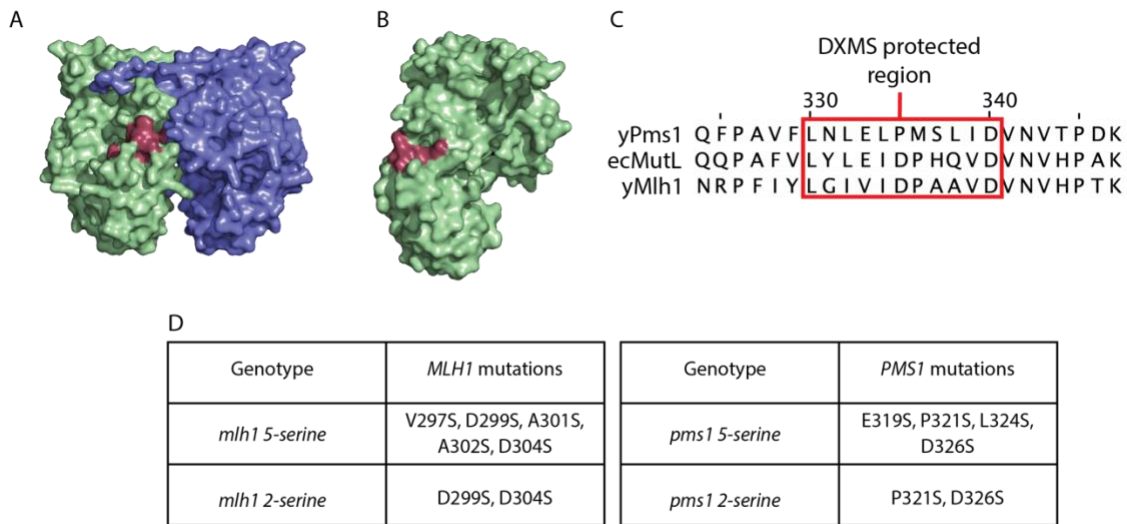 A
B
C
DXMS protected
region
330 340
yPms1 Q F P A V F L N L E L P M S L I D V N V T P D K
ecMutL Q Q P A F V L Y L E I D P H Q V D V N V H P A K
yMlh1 N R P F I Y L G I V I D P A A V D V N V H P T K
D
Genotype MLH1 mutations
mlh1 5-serine V297S, D299S, A301S,
A302S, D304S
mlh1 2-serine D299S, D304S
Genotype PMS1 mutations
pms1 5-serine E319S, P321S, L324S,
D326S
pms1 2-serine P321S, D326S